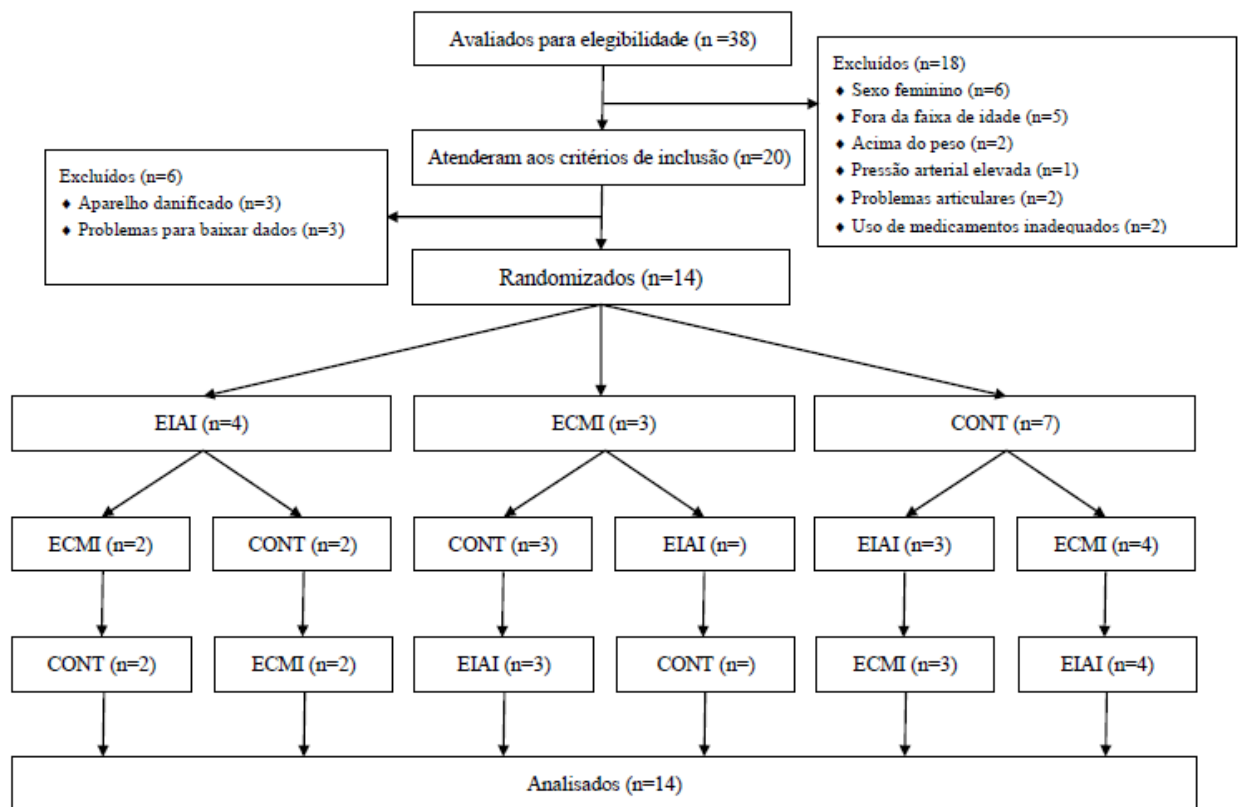 Avaliados para elegibilidade (n =38)
Excluídos (n=18)
♦ Sexo feminino (n=6)
♦ Fora da faixa de idade (n=5)
♦ Acima do peso (n=2)
♦ Pressão arterial elevada (n=1)
♦ Problemas articulares (n=2)
♦ Uso de medicamentos inadequados (n=2)
Atenderam aos critérios de inclusão (n=20)
Excluídos (n=6)
♦ Aparelho danificado (n=3)
♦ Problemas para baixar dados (n=3)
Randomizados (n=14)
EIAI (n=4)
ECMI (n=3)
CONT (n=7)
ECMI (n=2)
CONT (n=2)
CONT (n=3)
EIAI (n=)
EIAI (n=3)
ECMI (n=4)
CONT (n=2)
ECMI (n=2)
EIAI (n=3)
CONT (n=)
ECMI (n=3)
EIAI (n=4)
Analisados (n=14)